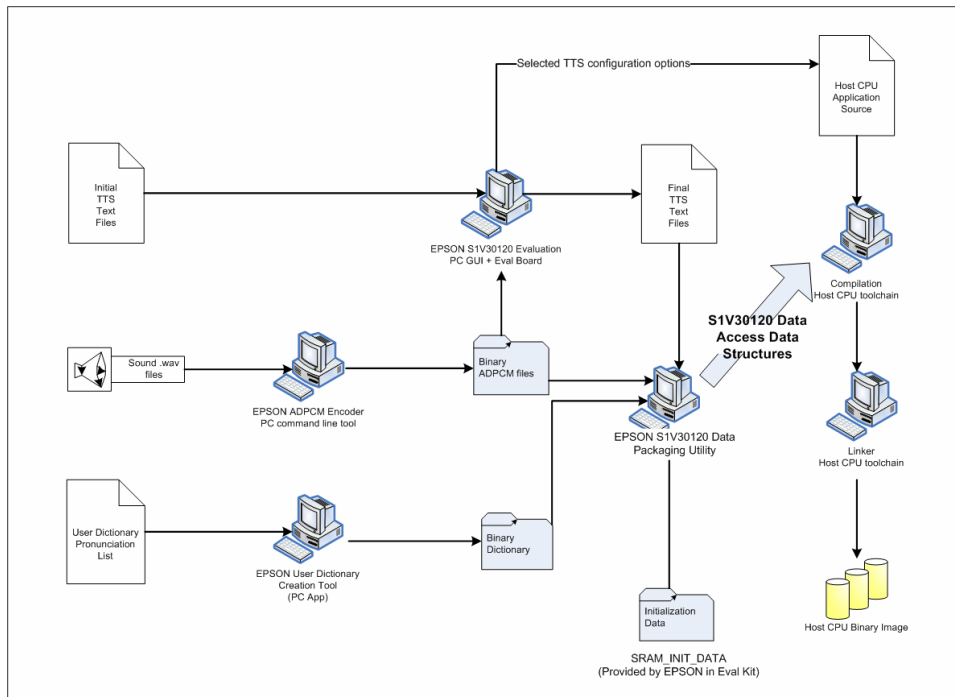 Selected TTS configuration options
Host CPU
Application
Source
Initial
TTS
Text
Files
EPSON S1V30120 Evaluation
PC GUI + Eval Board
Final
TTS
Text
Files
Compilation
Host CPU toolchain
S1V30120 Data
Access Data
Structures
Sound .wav
files
EPSON ADPCM Encoder
PC command line tool
Binary
ADPCM files
EPSON S1V30120 Data
Packaging Utility
Linker
Host CPU toolchain
User Dictionary
Pronunciation
List
EPSON User Dictionary
Creation Tool
(PC App)
Binary
Dictionary
Initialization
Data
SRAM_INIT_DATA
(Provided by EPSON in Eval Kit)
Host CPU Binary Image